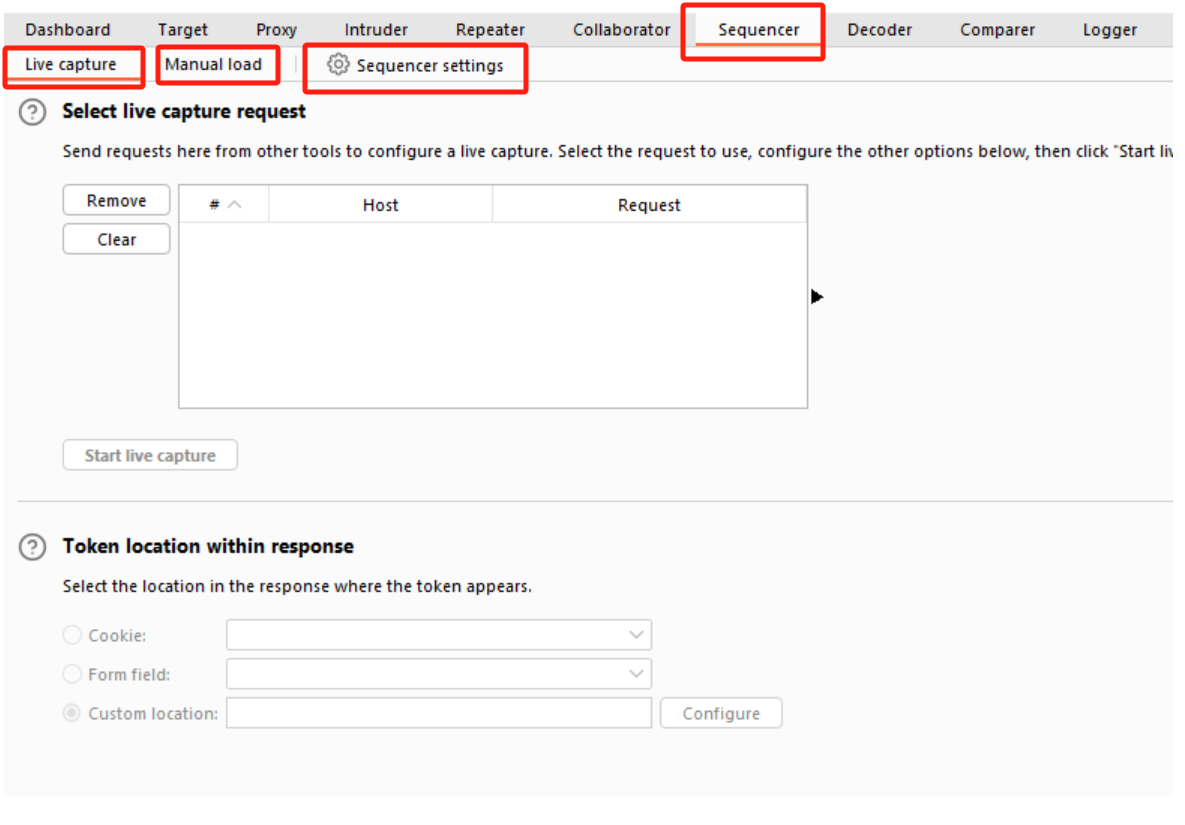 Dashboard Target Proxy Intruder Repeater Collaborator Sequencer Decoder Comparer Logger
Live capture Manual load Sequencer settings
? Select live capture request
Send requests here from other tools to configure a live capture. Select the request to use, configure the other options below, then click "Start liv
Remove # Host Request
Clear
Start live capture
? Token location within response
Select the location in the response where the token appears.
Cookie:
Form field:
Custom location: Configure